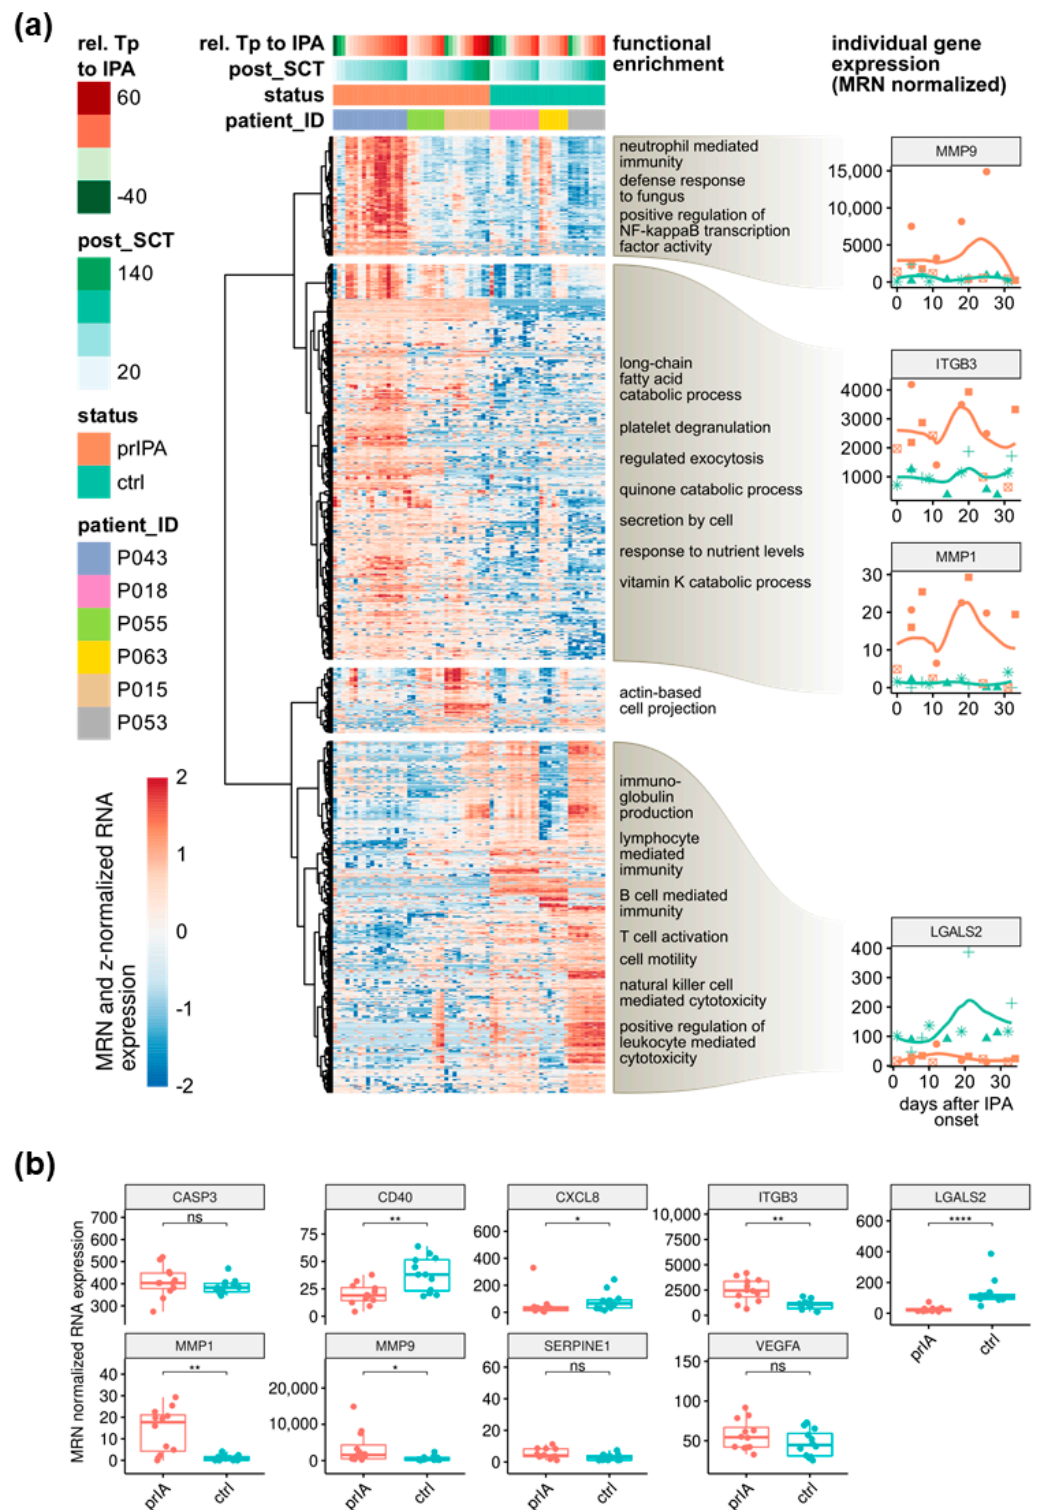 (a)
rel. Tp
to IPA
60
-40
post_SCT
140
20
status
prIPA
ctrl
patient_ID
P043
P018
P055
P063
P015
P053
MRN and z-normalized RNA
expression
2
1
0
-1
-2
rel. Tp to IPA
post_SCT
status
patient_ID
functional
enrichment
neutrophil mediated
immunity
defense response
to fungus
positive regulation of
NF-kappaB transcription
factor activity
long-chain
fatty acid
catabolic process
platelet degranulation
regulated exocytosis
quinone catabolic process
secretion by cell
response to nutrient levels
vitamin K catabolic process
actin-based
cell projection
immuno-
globulin
production
lymphocyte
mediated
immunity
B cell mediated
immunity
T cell activation
cell motility
natural killer cell
mediated cytotoxicity
positive regulation of
leukocyte mediated
cytotoxicity
individual gene
expression
(MRN normalized)
MMP9
15,000
10,000
5000
0
0 10 20 30
ITGB3
4000
3000
2000
1000
0 10 20 30
MMP1
30
20
10
0
0 10 20 30
LGALS2
400
300
200
100
0
0 10 20 30
days after IPA
onset
(b)
MRN normalized RNA expression
CASP3
ns
700
600
500
400
300
CD40
**
75
50
25
0
CXCL8
*
600
400
200
0
ITGB3
**
10,000
7500
5000
2500
0
LGALS2
****
600
400
200
0
prIA
ctrl
MMP1
**
40
30
20
10
0
prIA
ctrl
MMP9
*
20,000
10,000
0
prIA
ctrl
SERPINE1
ns
60
40
20
0
prIA
ctrl
VEGFA
ns
150
100
50
prIA
ctrl